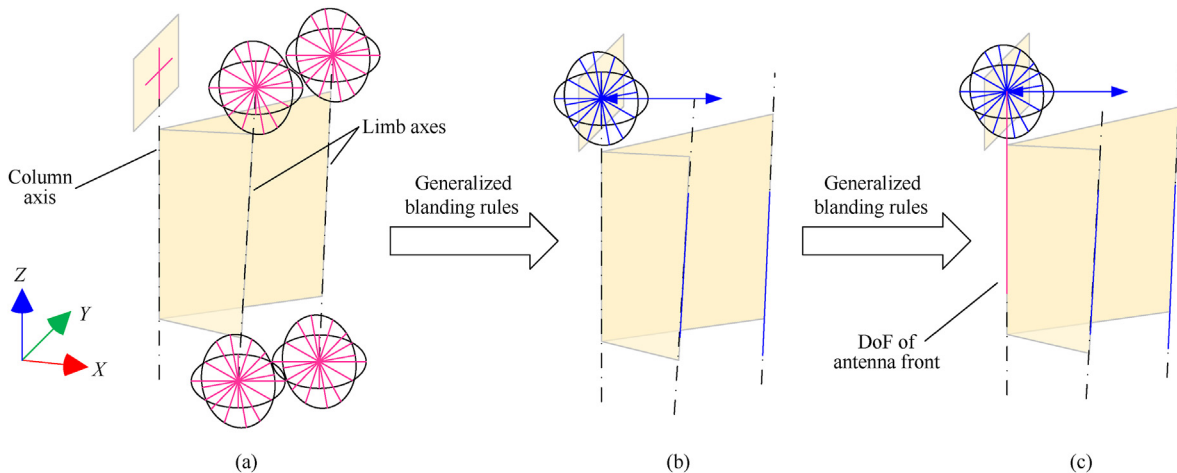 Column
axis
Limb axes
Z
Y
X
(a)
Generalized
blanding rules
(b)
Generalized
blanding rules
DoF of
antenna front
(c)